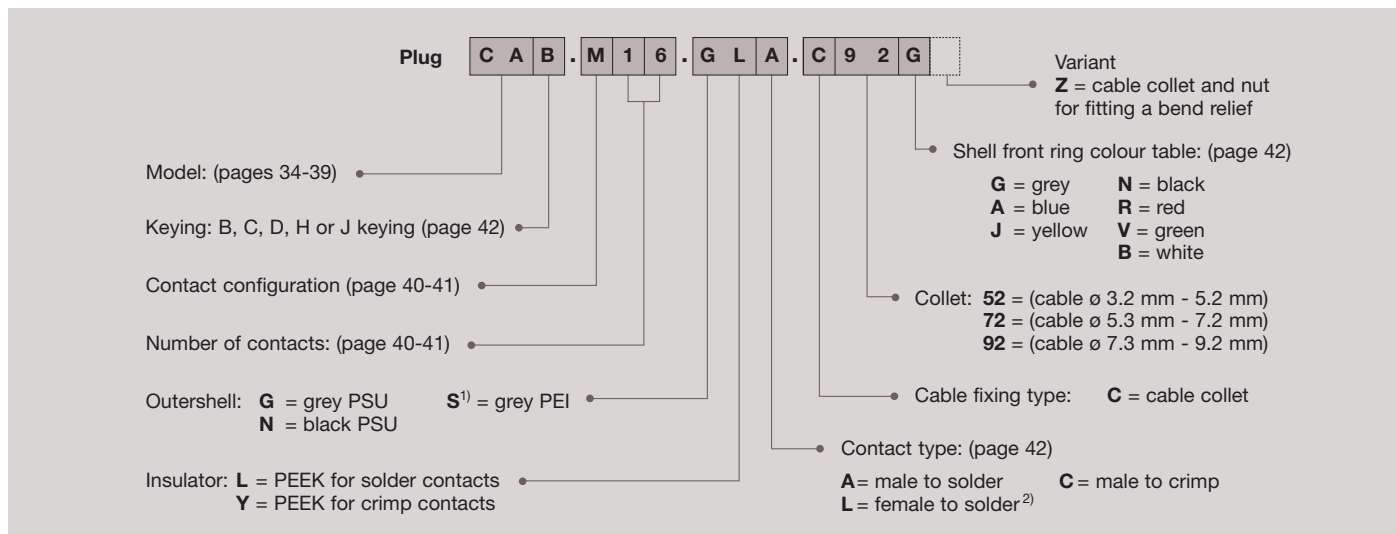 Plug CAB.M16.GLA.C92G
Variant
Z = cable collet and nut
for fitting a bend relief
Shell front ring colour table: (page 42)
G = grey N = black
A = blue R = red
J = yellow V = green
B = white
Model: (pages 34-39)
Keying: B, C, D, H or J keying (page 42)
Contact configuration (page 40-41)
Collet: 52 = (cable ø 3.2 mm - 5.2 mm)
72 = (cable ø 5.3 mm - 7.2 mm)
92 = (cable ø 7.3 mm - 9.2 mm)
Number of contacts: (page 40-41)
Outershell: G = grey PSU S1) = grey PEI
N = black PSU
Cable fixing type: C = cable collet
Contact type: (page 42)
A = male to solder C = male to crimp
L = female to solder 2)
Insulator: L = PEEK for solder contacts
Y = PEEK for crimp contacts